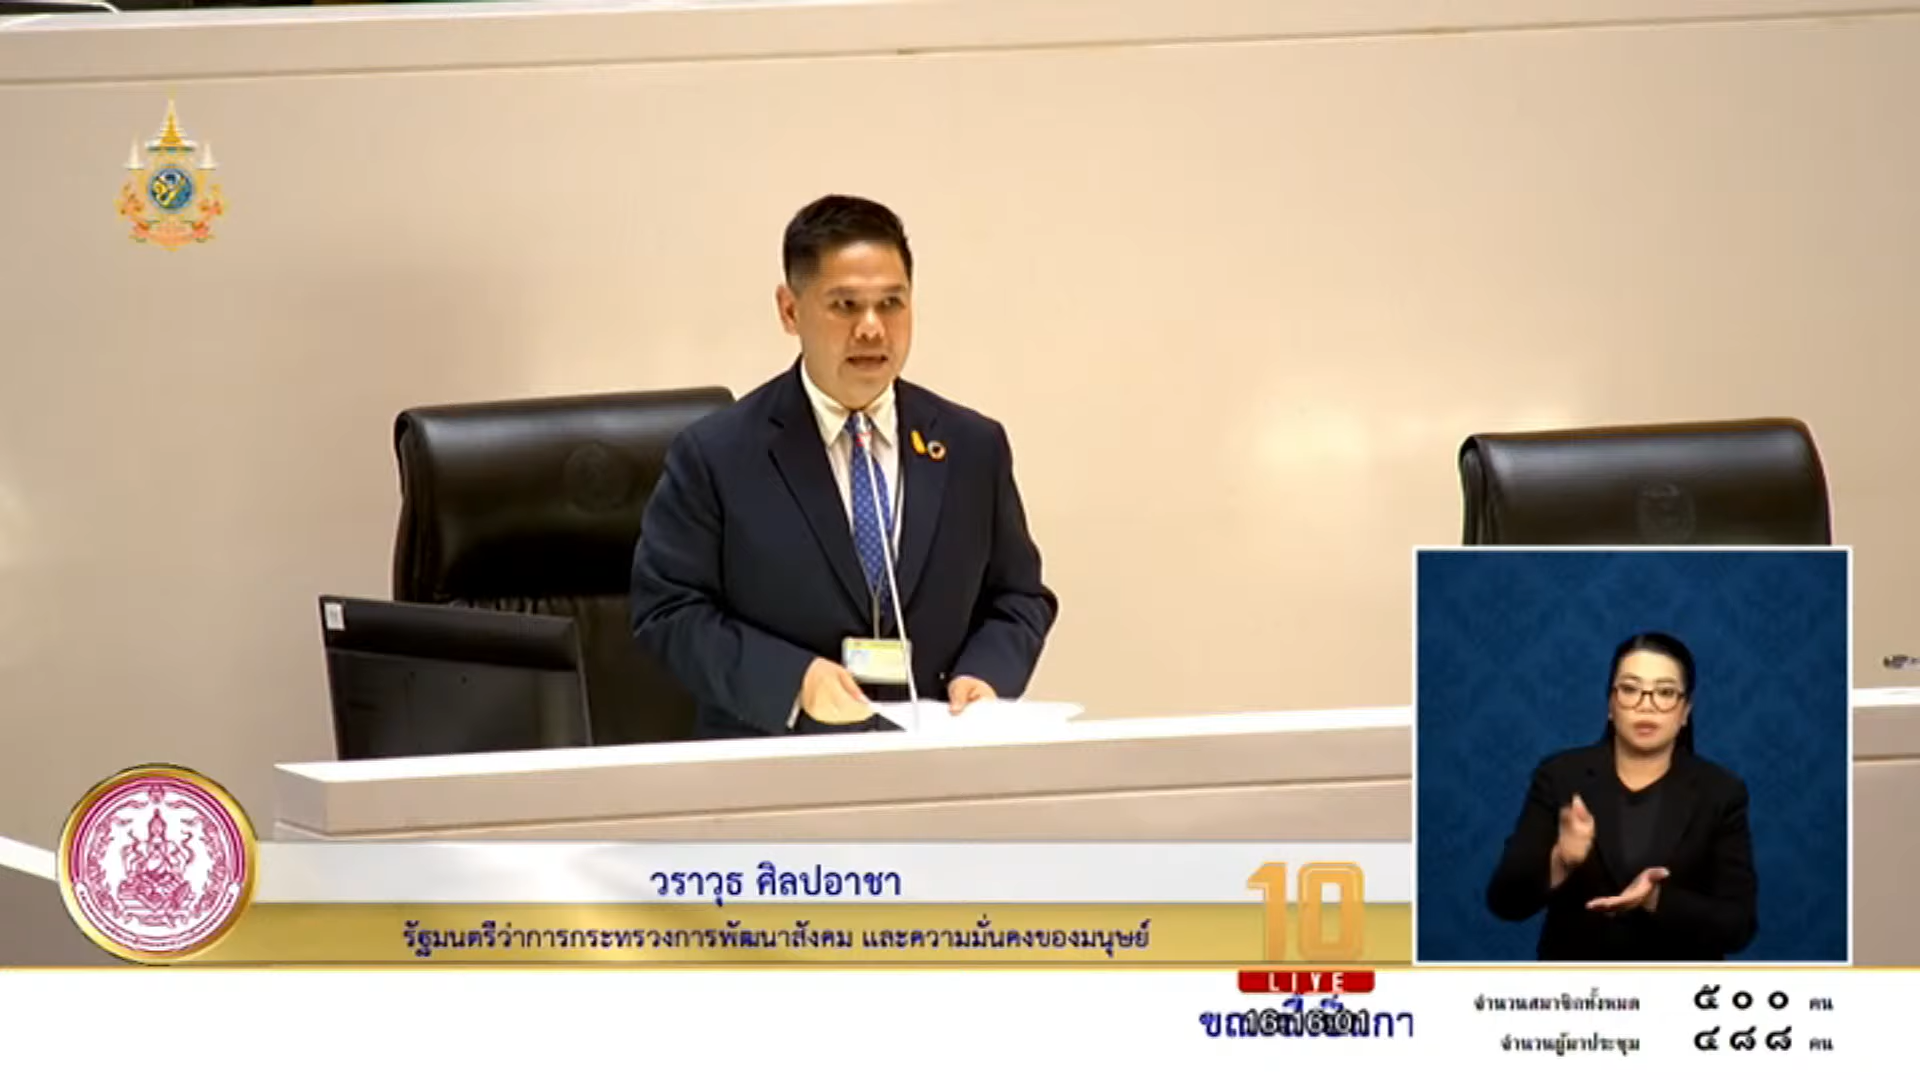 วราวุธ ศิลปอาชา
รัฐมนตรีว่าการกระทรวงการพัฒนาสังคม และความมั่นคงของมนุษย์
10
LIVE
16:16:01
จำนวนสมาชิกทั้งหมด ๕๐๐ คน
จำนวนผู้มาประชุม ๔๘๘ คน